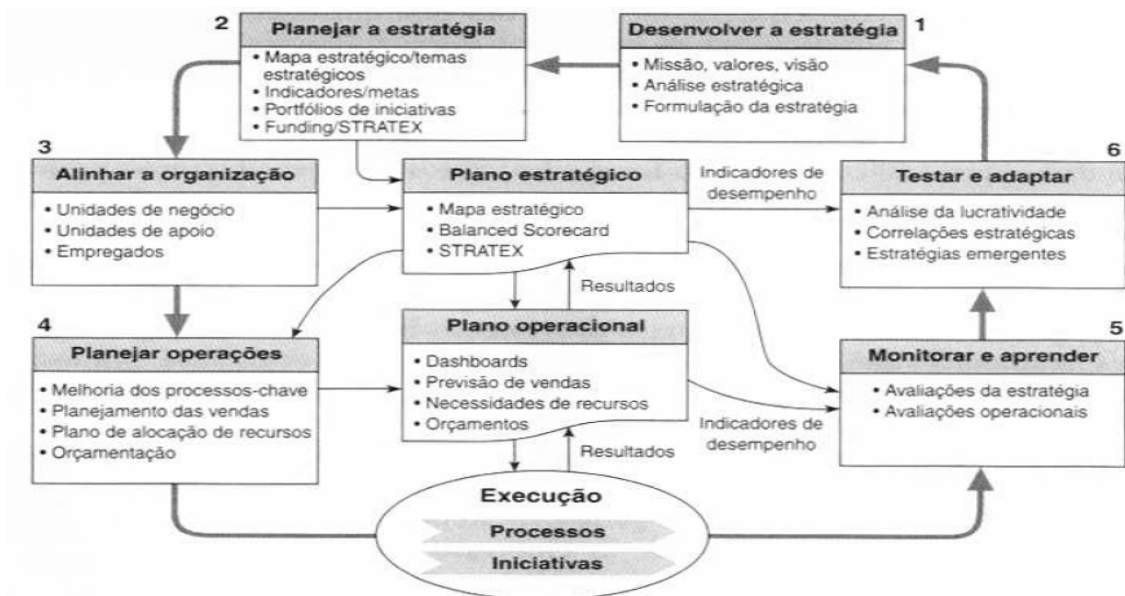 2
Planejar a estratégia
• Mapa estratégico/temas
estratégicos
• Indicadores/metas
• Portfólios de iniciativas
• Funding/STRATEX
Desenvolver a estratégia
1
• Missão, valores, visão
• Análise estratégica
• Formulação da estratégia
3
Alinhar a organização
• Unidades de negócio
• Unidades de apoio
• Empregados
Plano estratégico
• Mapa estratégico
• Balanced Scorecard
• STRATEX
Indicadores de
desempenho
6
Testar e adaptar
• Análise da lucratividade
• Correlações estratégicas
• Estratégias emergentes
Resultados
4
Planejar operações
• Melhoria dos processos-chave
• Planejamento das vendas
• Plano de alocação de recursos
• Orçamentação
Plano operacional
• Dashboards
• Previsão de vendas
• Necessidades de recursos
• Orçamentos
Indicadores de
desempenho
5
Monitorar e aprender
• Avaliações da estratégia
• Avaliações operacionais
Resultados
Execução
Processos
Iniciativas